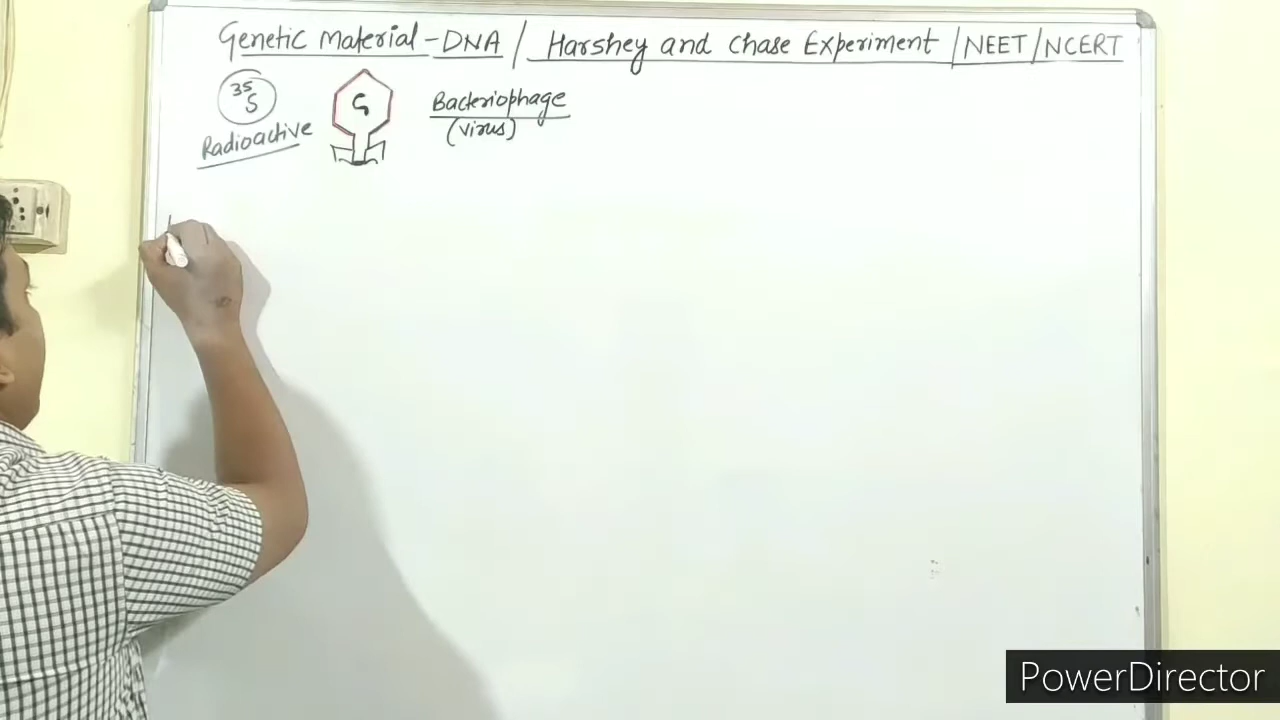 Genetic Material - DNA / Harshey and Chase Experiment / NEET / NCERT
35
S
Radioactive
Bacteriophage
(virus)
PowerDirector